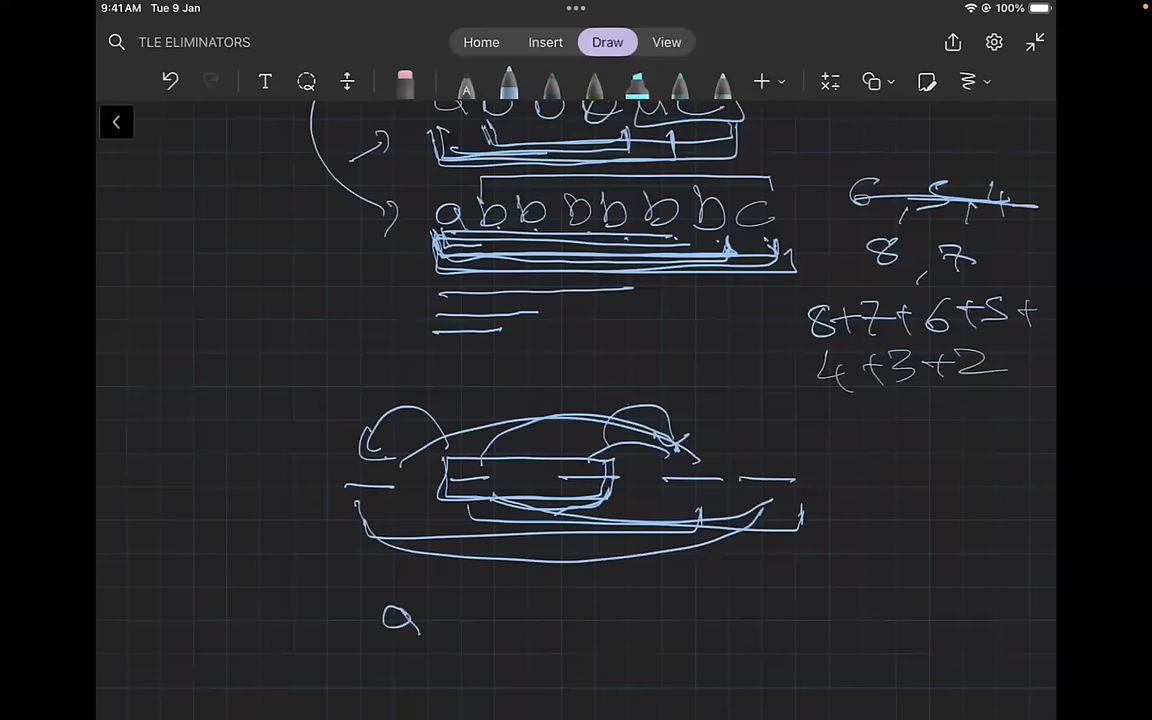 9:41 AM Tue 9 Jan
100%
TLE ELIMINATORS
Home Insert Draw View
T
A
a b b b b b b c
6, 5, 4
8, 7
8+7+6+5+
4+3+2
a